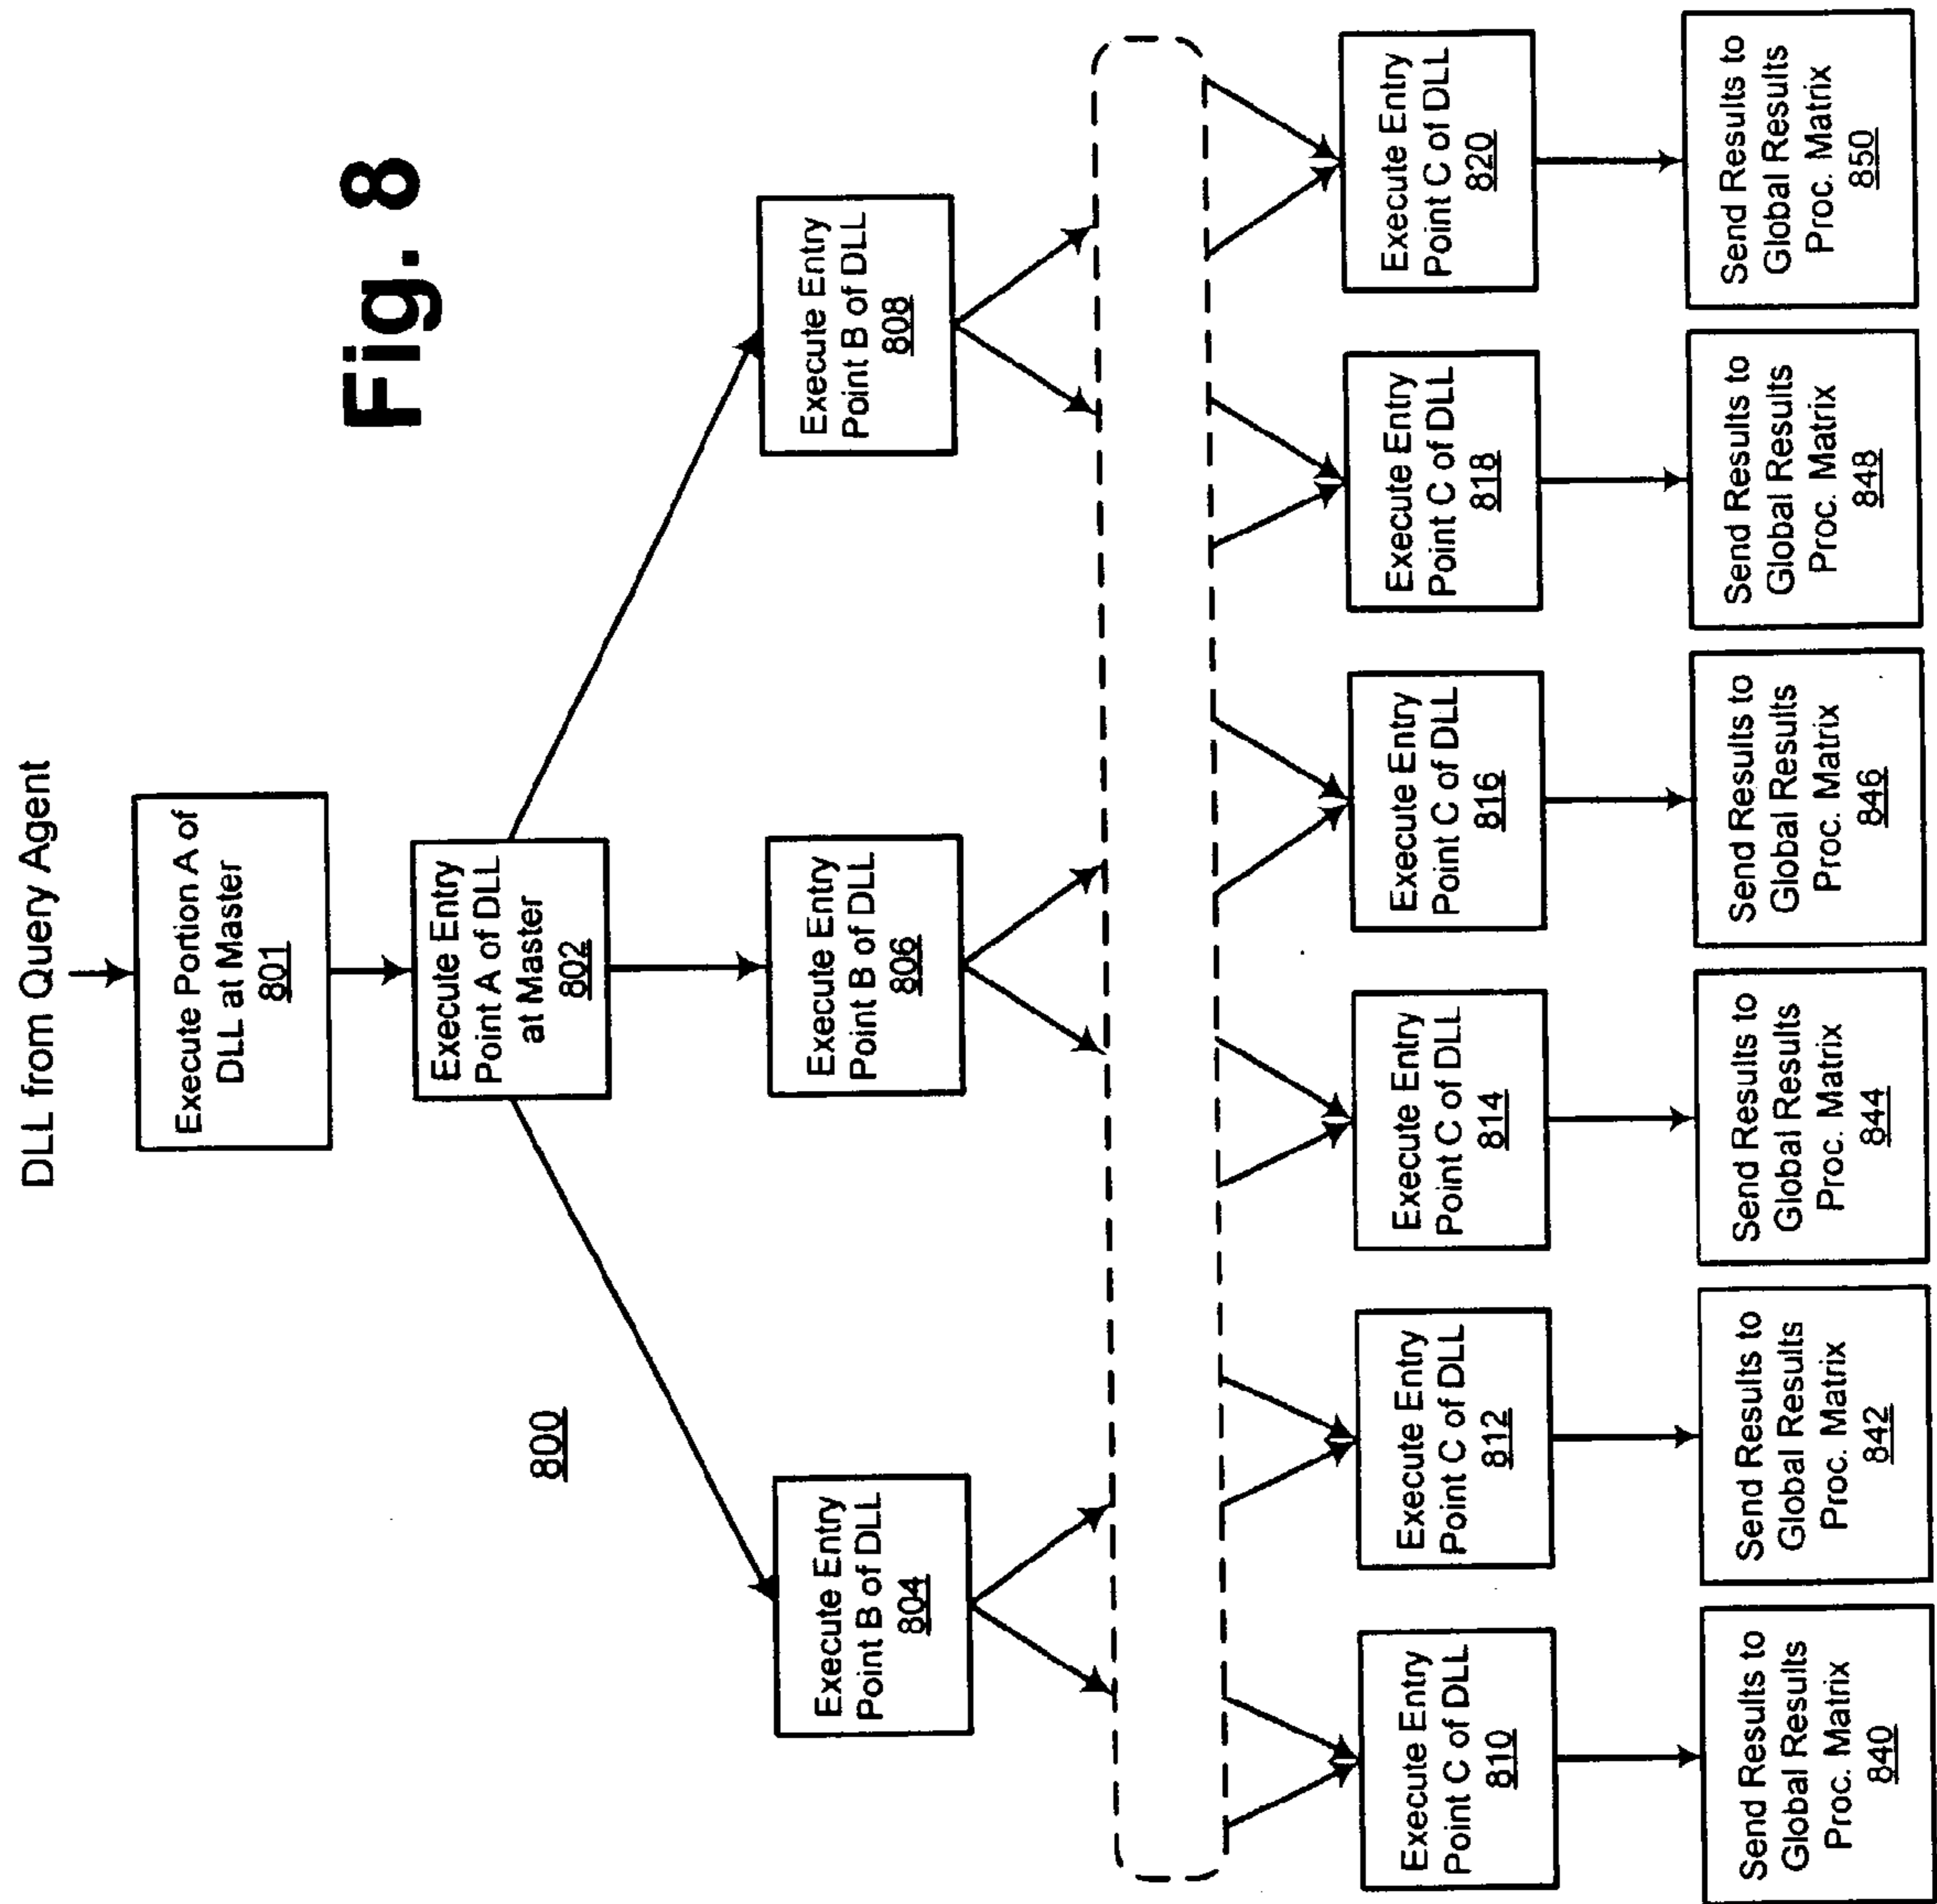 DLL from Query Agent
Execute Portion A of
DLL at Master
801
Execute Entry
Point A of DLL
at Master
802
Fig. 8
800
Execute Entry
Point B of DLL
804
Execute Entry
Point B of DLL
806
Execute Entry
Point B of DLL
808
Execute Entry
Point C of DLL
810
Execute Entry
Point C of DLL
812
Execute Entry
Point C of DLL
814
Execute Entry
Point C of DLL
816
Execute Entry
Point C of DLL
818
Execute Entry
Point C of DLL
820
Send Results to
Global Results
Proc. Matrix
840
Send Results to
Global Results
Proc. Matrix
842
Send Results to
Global Results
Proc. Matrix
844
Send Results to
Global Results
Proc. Matrix
846
Send Results to
Global Results
Proc. Matrix
848
Send Results to
Global Results
Proc. Matrix
850